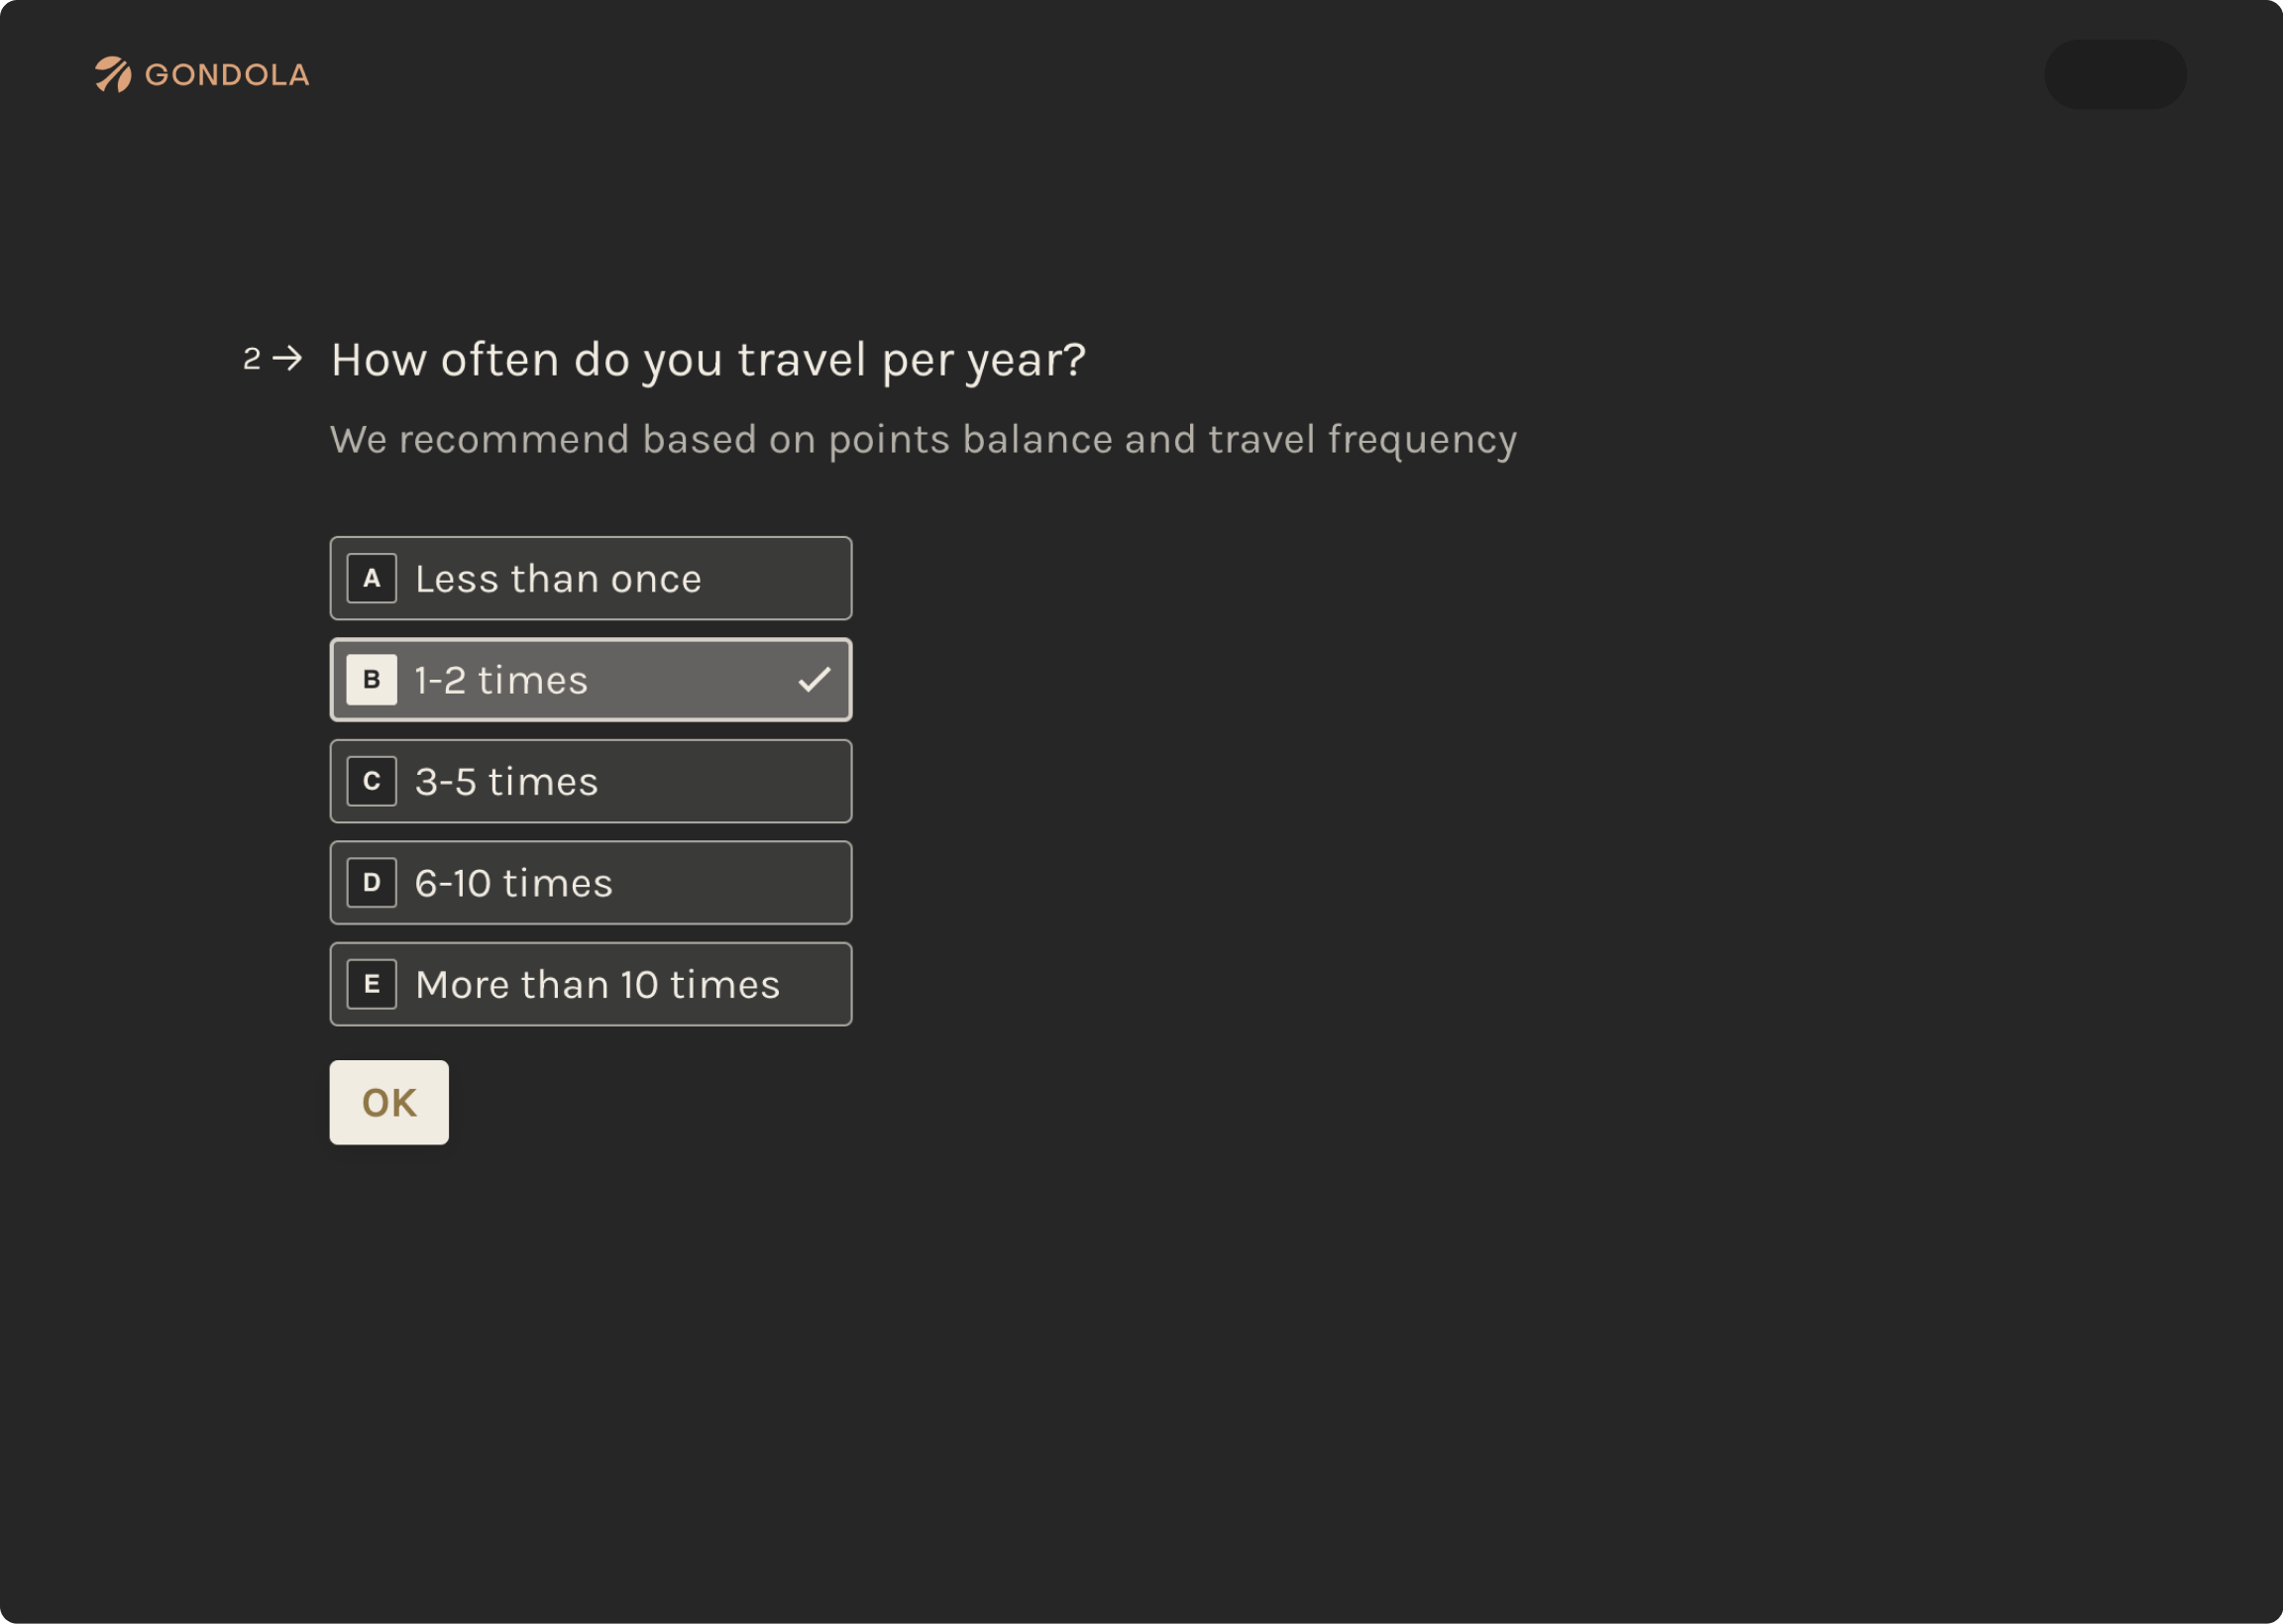 GONDOLA
2 → How often do you travel per year?
We recommend based on points balance and travel frequency
A Less than once
B 1-2 times
C 3-5 times
D 6-10 times
E More than 10 times
OK